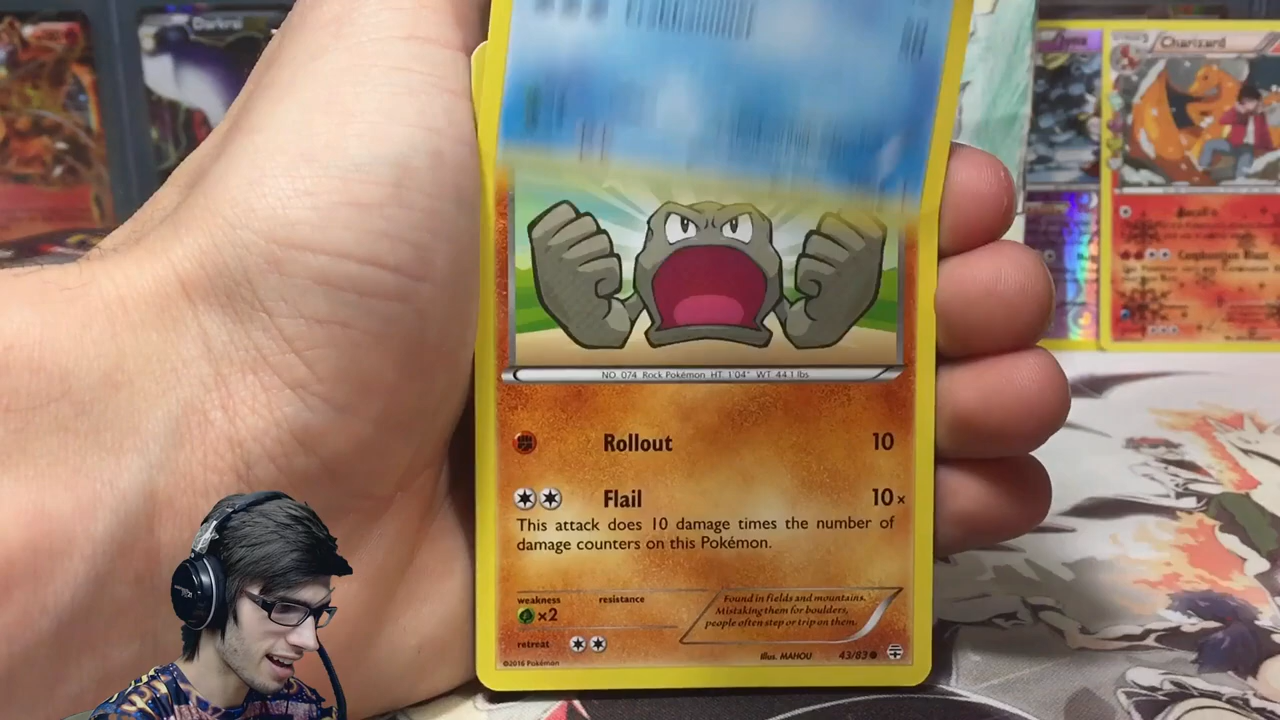 Darkrai
Charizard
NO. 074 Rock Pokémon HT: 1'04" WT: 44.1 lbs
Rollout 10
Flail 10×
This attack does 10 damage times the number of
damage counters on this Pokémon.
weakness resistance
×2
retreat
Found in fields and mountains.
Mistaking them for boulders,
people often step or trip on them.
Illus. MAHOU 43/83
©2016 Pokémon